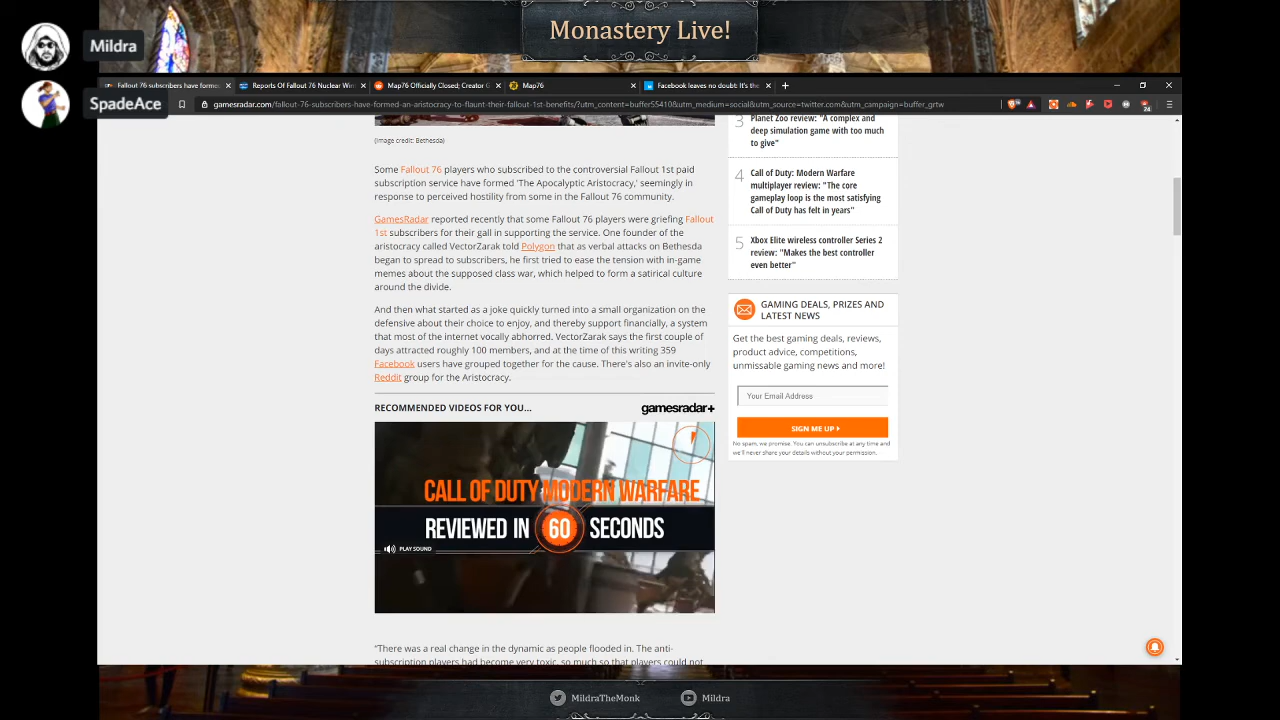 Monastery Live!
Mildra
SpadeAce
Fallout 76 subscribers have forme
Reports Of Fallout 76 Nuclear Win
Map76 Officially Closed; Creator G
Map76
Facebook leaves no doubt: It's the
gamesradar.com/fallout-76-subscribers-have-formed-an-aristocracy-to-flaunt-their-fallout-1st-benefits/?utm_content=buffer55410&utm_medium=social&utm_source=twitter.com&utm_campaign=buffer_grtw
24
(Image credit: Bethesda)
Some Fallout 76 players who subscribed to the controversial Fallout 1st paid
subscription service have formed 'The Apocalyptic Aristocracy,' seemingly in
response to perceived hostility from some in the Fallout 76 community.
GamesRadar reported recently that some Fallout 76 players were griefing Fallout
1st subscribers for their gall in supporting the service. One founder of the
aristocracy called VectorZarak told Polygon that as verbal attacks on Bethesda
began to spread to subscribers, he first tried to ease the tension with in-game
memes about the supposed class war, which helped to form a satirical culture
around the divide.
And then what started as a joke quickly turned into a small organization on the
defensive about their choice to enjoy, and thereby support financially, a system
that most of the internet vocally abhorred. VectorZarak says the first couple of
days attracted roughly 100 members, and at the time of this writing 359
Facebook users have grouped together for the cause. There's also an invite-only
Reddit group for the Aristocracy.
RECOMMENDED VIDEOS FOR YOU...
gamesradar+
CALL OF DUTY MODERN WARFARE
REVIEWED IN 60 SECONDS
PLAY SOUND
"There was a real change in the dynamic as people flooded in. The anti-
subscription players had become very toxic, so much so that players could not
3
Planet Zoo review: "A complex and
deep simulation game with too much
to give"
4
Call of Duty: Modern Warfare
multiplayer review: "The core
gameplay loop is the most satisfying
Call of Duty has felt in years"
5
Xbox Elite wireless controller Series 2
review: "Makes the best controller
even better"
GAMING DEALS, PRIZES AND
LATEST NEWS
Get the best gaming deals, reviews,
product advice, competitions,
unmissable gaming news and more!
Your Email Address
SIGN ME UP
No spam, we promise. You can unsubscribe at any time and
we'll never share your details without your permission.
MildraTheMonk
Mildra